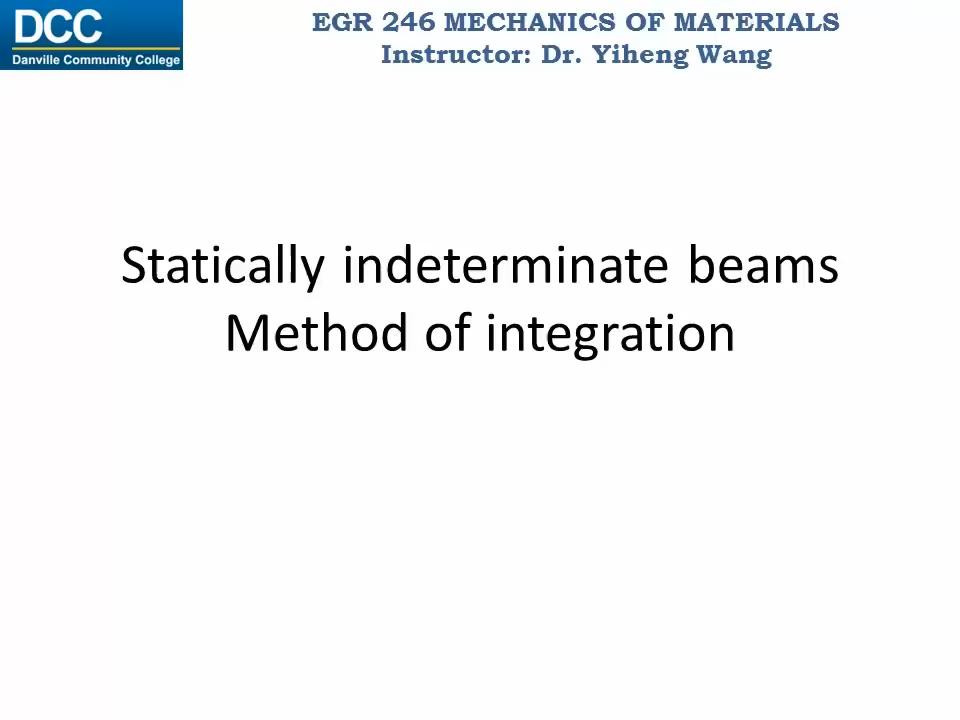 DCC
Danville Community College
EGR 246 MECHANICS OF MATERIALS
Instructor: Dr. Yiheng Wang
Statically indeterminate beams
Method of integration